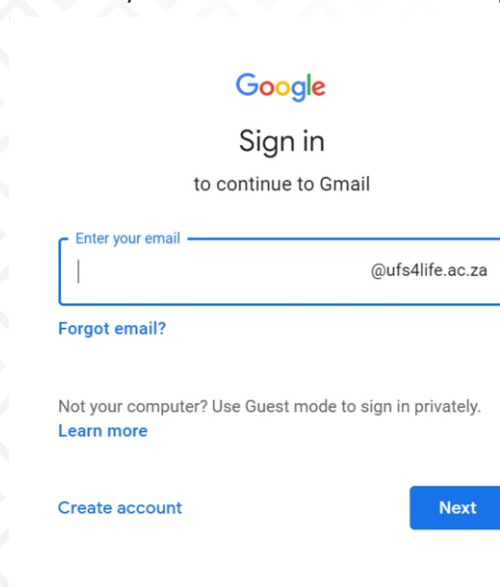 Google
Sign in
to continue to Gmail
Enter your email
@ufs4life.ac.za
Forgot email?
Not your computer? Use Guest mode to sign in privately.
Learn more
Create account
Next